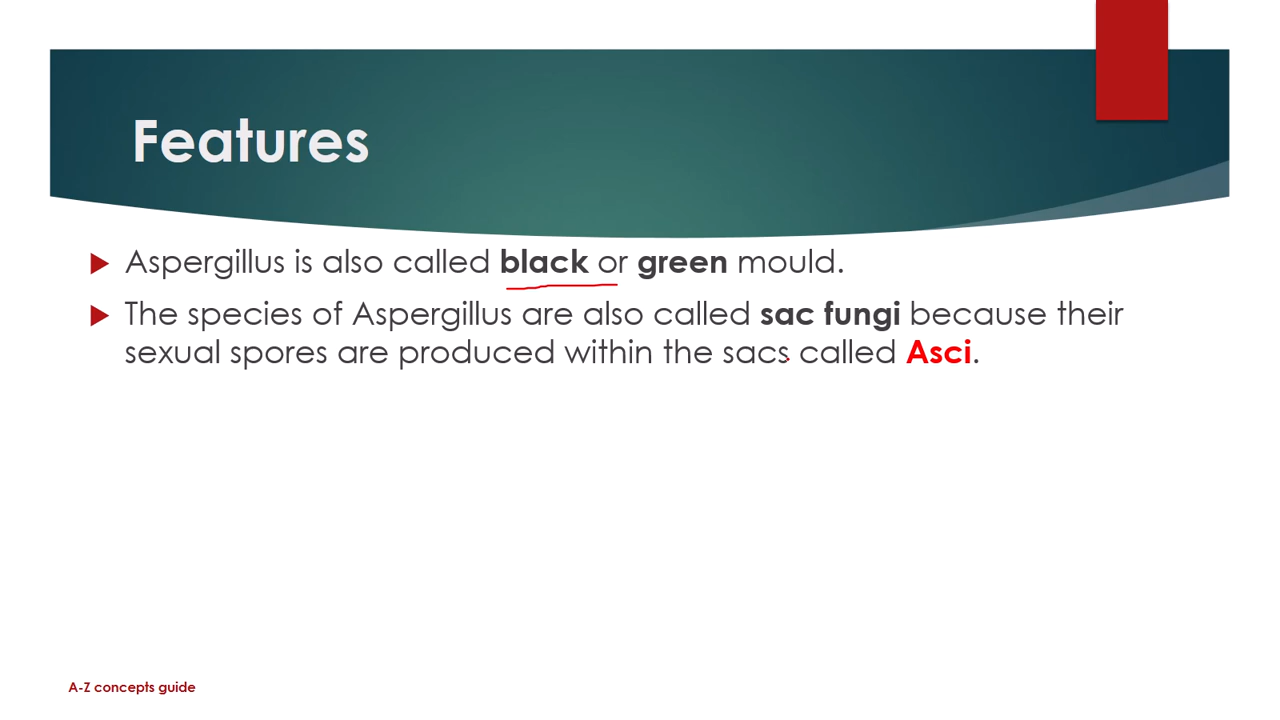 Features
Aspergillus is also called black or green mould.
The species of Aspergillus are also called sac fungi because their
sexual spores are produced within the sacs called Asci.
A-Z concepts guide